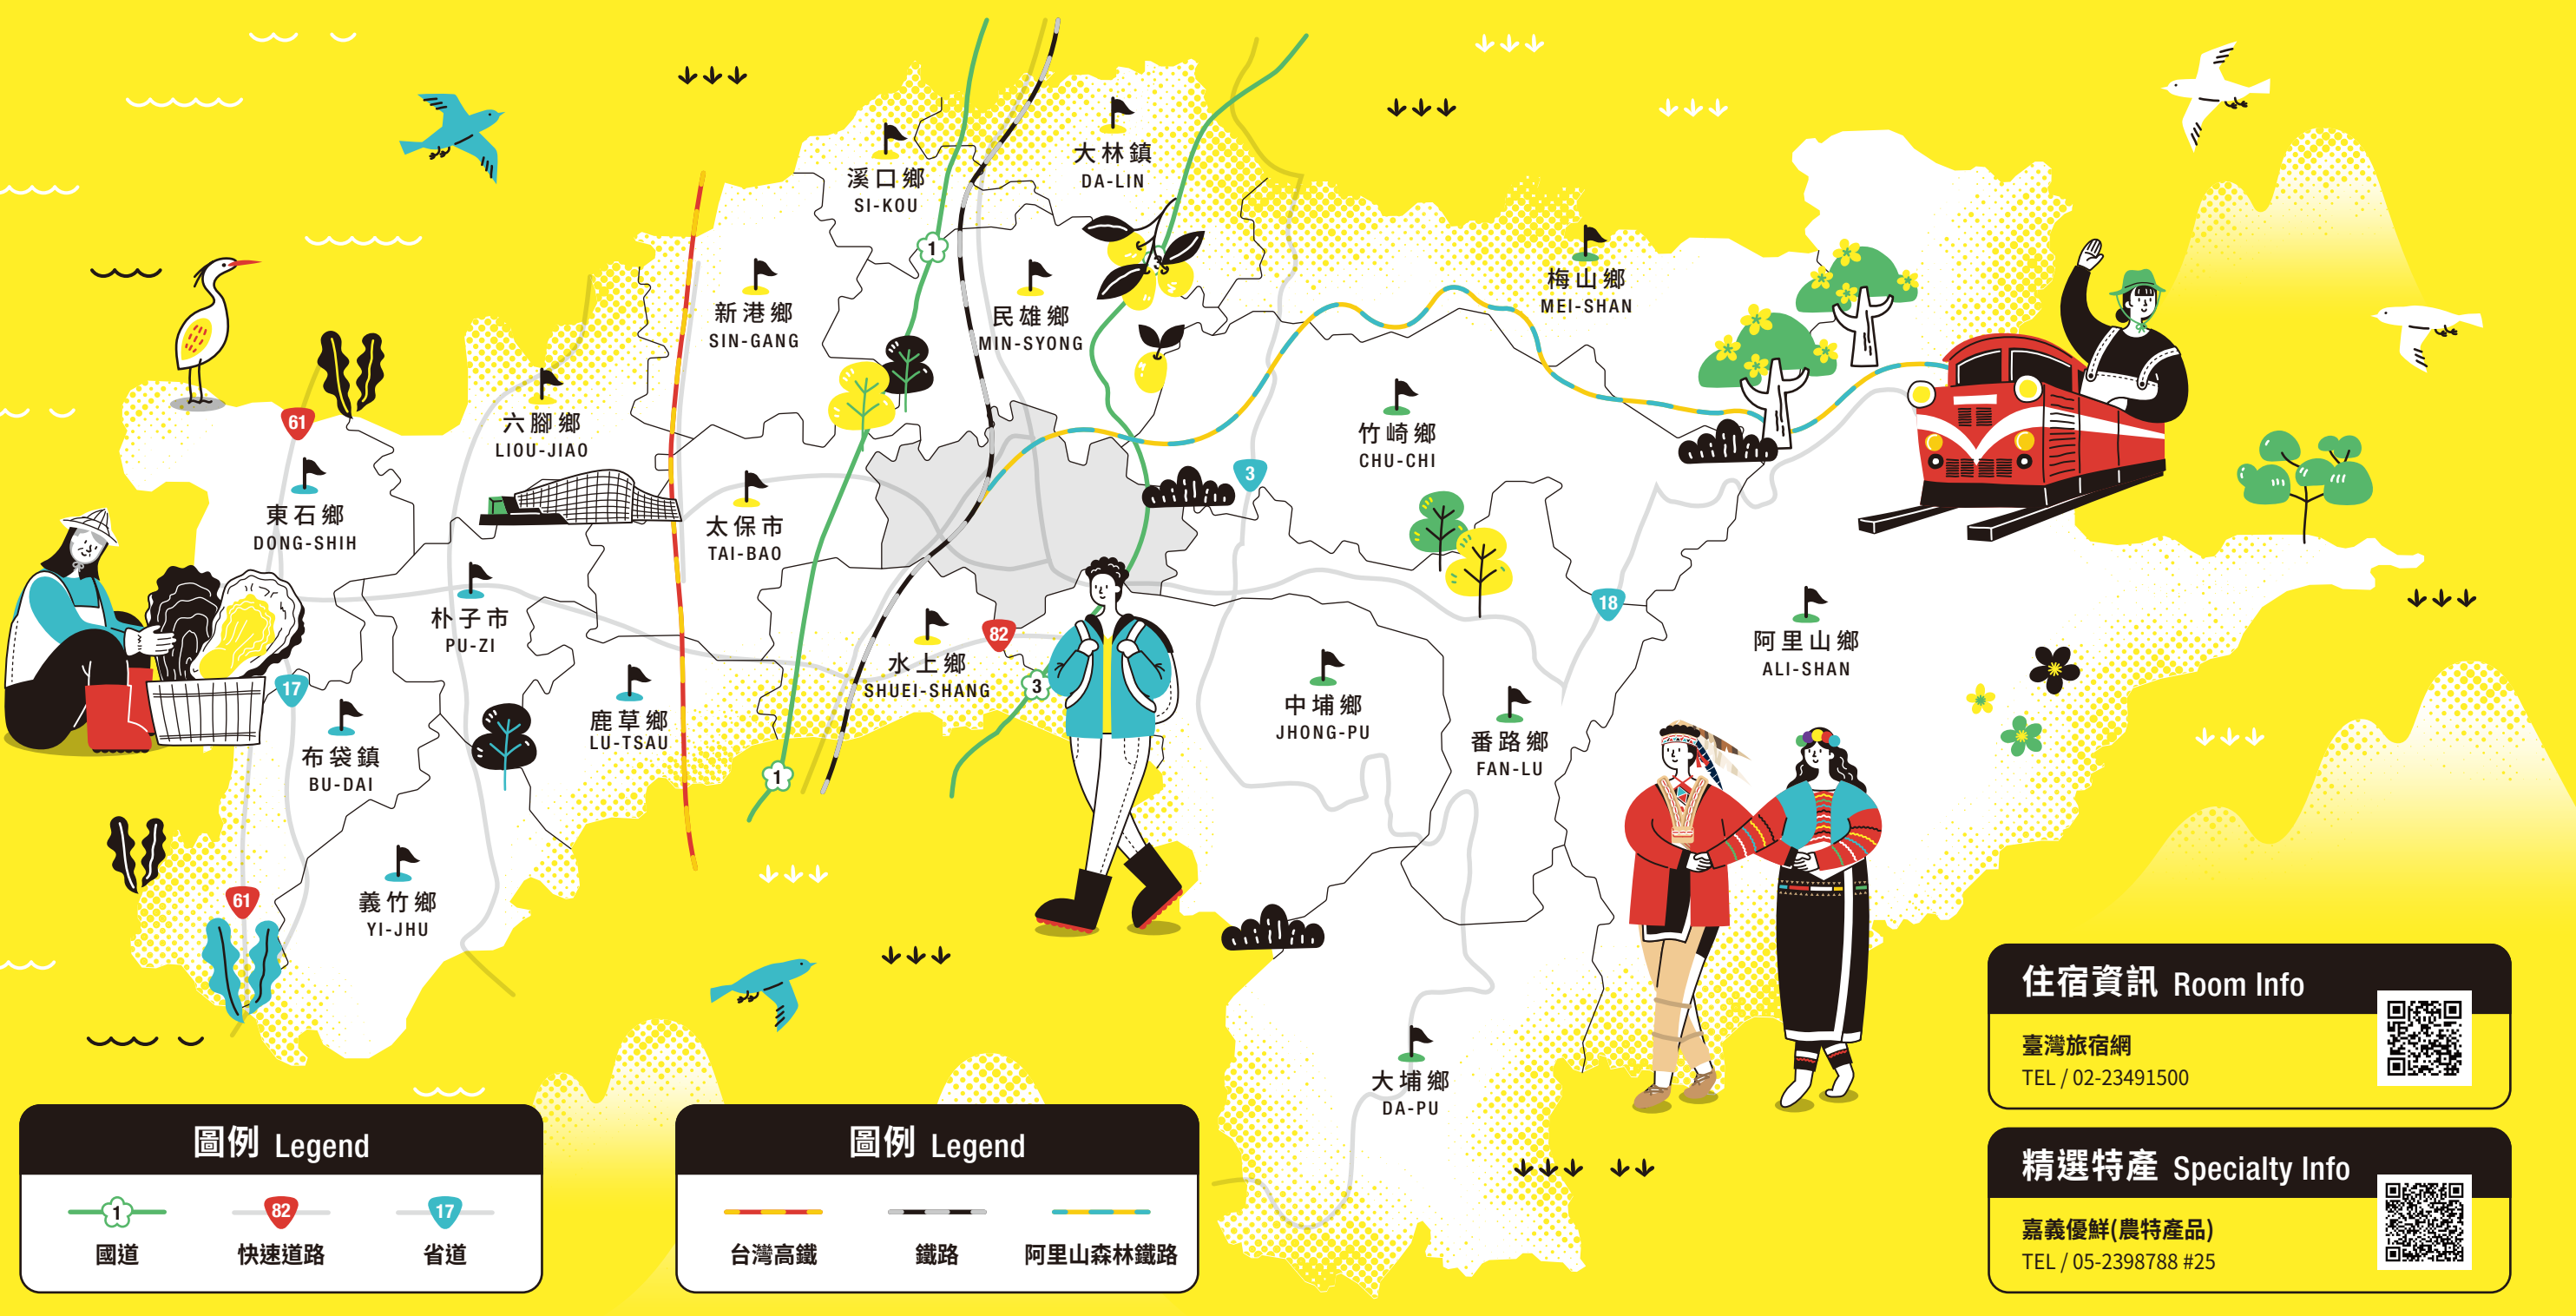 大林鎮
DA-LIN
溪口鄉
SI-KOU
1
3
梅山鄉
MEI-SHAN
新港鄉
SIN-GANG
民雄鄉
MIN-SYONG
61
六腳鄉
LIOU-JIAO
竹崎鄉
CHU-CHI
3
東石鄉
DONG-SHIH
太保市
TAI-BAO
18
朴子市
PU-ZI
82
水上鄉
SHUEI-SHANG
阿里山鄉
ALI-SHAN
17
3
鹿草鄉
LU-TSAU
中埔鄉
JHONG-PU
布袋鎮
BU-DAI
1
番路鄉
FAN-LU
61
義竹鄉
YI-JHU
大埔鄉
DA-PU
住宿資訊 Room Info
臺灣旅宿網
TEL / 02-23491500
精選特產 Specialty Info
嘉義優鮮(農特產品)
TEL / 05-2398788 #25
圖例 Legend
1
82
17
國道
快速道路
省道
圖例 Legend
台灣高鐵
鐵路
阿里山森林鐵路